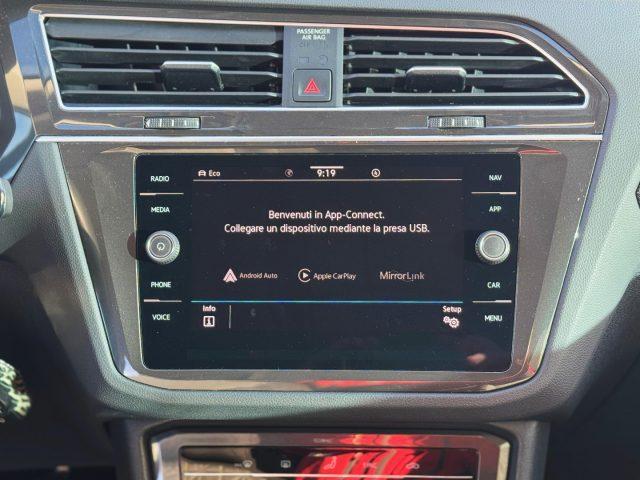 PASSENGER
AIR BAG
RADIO
MEDIA
PHONE
VOICE
Eco
9:19
Benvenuti in App-Connect.
Collegare un dispositivo mediante la presa USB.
Android Auto
Apple CarPlay
MirrorLink
Info
Setup
NAV
APP
CAR
MENU